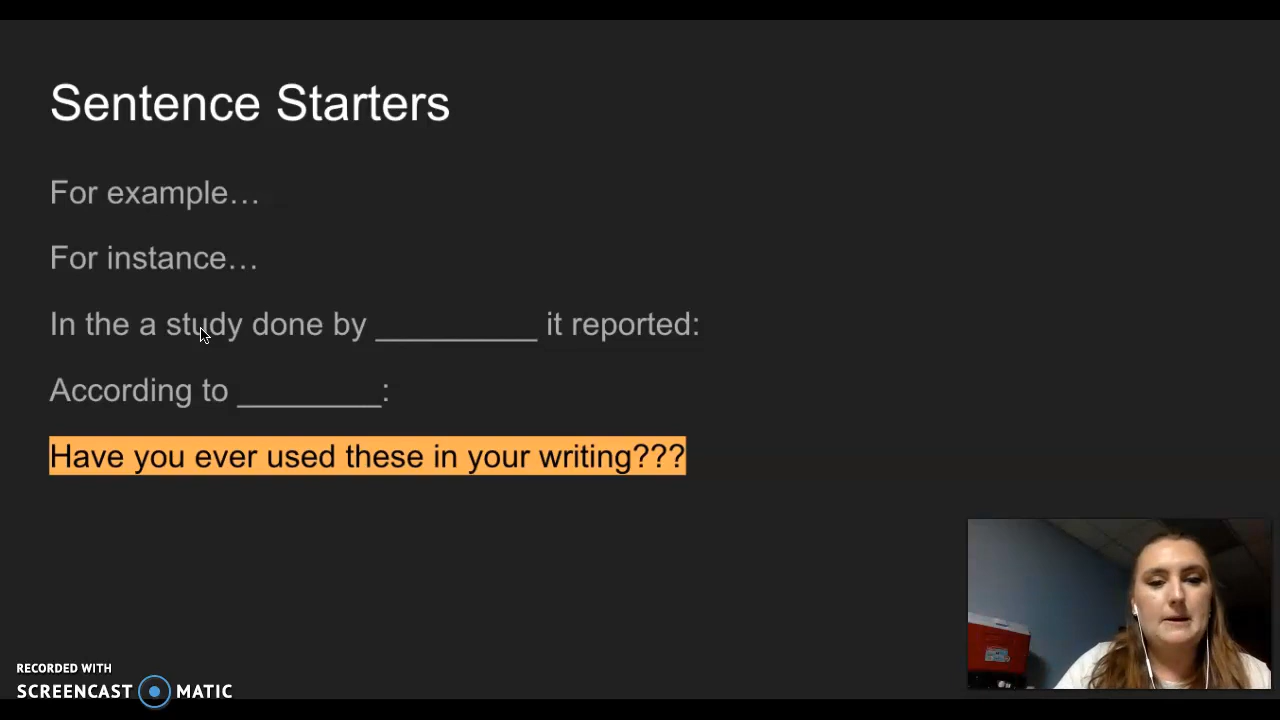 Sentence Starters
For example…
For instance…
In the a study done by __________ it reported:
According to _________:
Have you ever used these in your writing???
RECORDED WITH
SCREENCAST MATIC